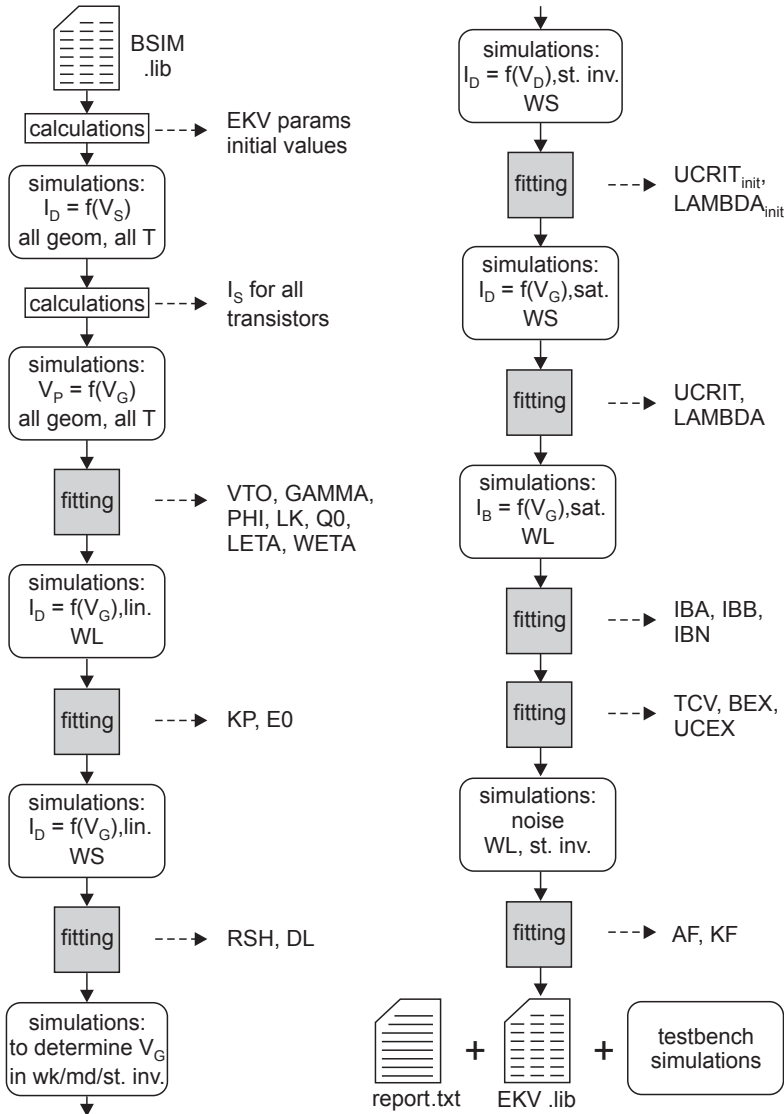 BSIM
.lib
calculations
EKV params
initial values
simulations:
I_D = f(V_S)
all geom, all T
calculations
I_S for all
transistors
simulations:
V_P = f(V_G)
all geom, all T
fitting
VTO, GAMMA,
PHI, LK, Q0,
LETA, WETA
simulations:
I_D = f(V_G),lin.
WL
fitting
KP, E0
simulations:
I_D = f(V_G),lin.
WS
fitting
RSH, DL
simulations:
to determine V_G
in wk/md/st. inv.
simulations:
I_D = f(V_D),st. inv.
WS
fitting
UCRIT_init,
LAMBDA_init
simulations:
I_D = f(V_G),sat.
WS
fitting
UCRIT,
LAMBDA
simulations:
I_B = f(V_G),sat.
WL
fitting
IBA, IBB,
IBN
fitting
TCV, BEX,
UCEX
simulations:
noise
WL, st. inv.
fitting
AF, KF
report.txt
+
EKV .lib
+
testbench
simulations